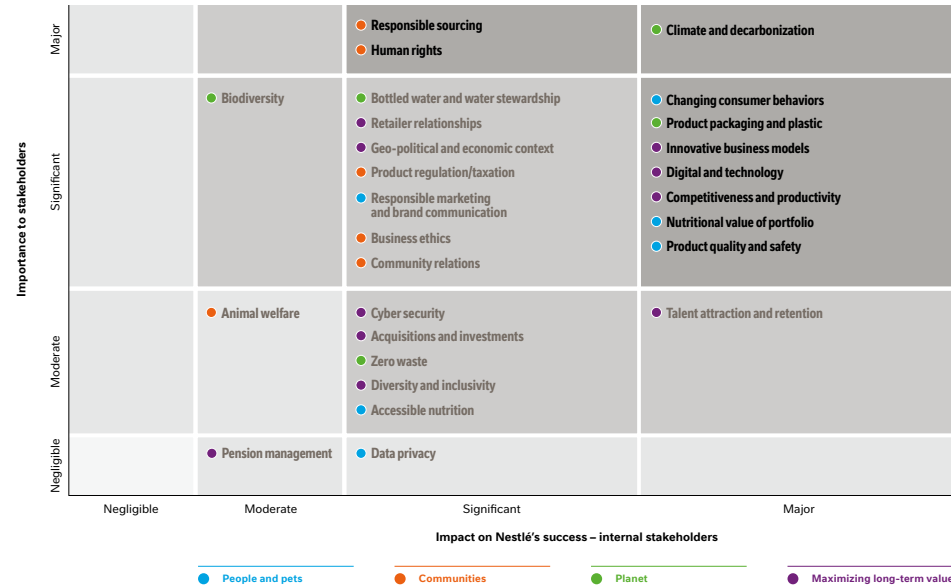 Importance to stakeholders
Major
Responsible sourcing
Human rights
Climate and decarbonization
Significant
Biodiversity
Bottled water and water stewardship
Retailer relationships
Geo-political and economic context
Product regulation/taxation
Responsible marketing
and brand communication
Business ethics
Community relations
Changing consumer behaviors
Product packaging and plastic
Innovative business models
Digital and technology
Competitiveness and productivity
Nutritional value of portfolio
Product quality and safety
Moderate
Animal welfare
Cyber security
Acquisitions and investments
Zero waste
Diversity and inclusivity
Accessible nutrition
Talent attraction and retention
Negligible
Pension management
Data privacy
Negligible
Moderate
Significant
Major
Impact on Nestlé's success – internal stakeholders
People and pets
Communities
Planet
Maximizing long-term value